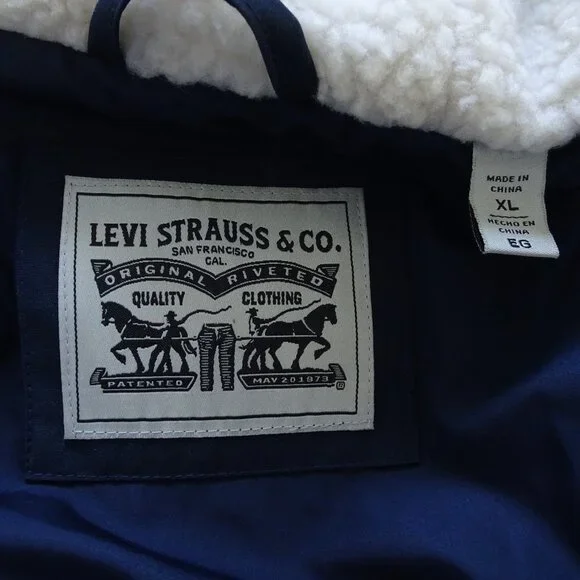 LEVI STRAUSS & CO.
SAN FRANCISCO
CAL.
ORIGINAL RIVETED
QUALITY CLOTHING
PATENTED MAY 20 1873
MADE IN
CHINA
XL
HECHO EN
CHINA
EG